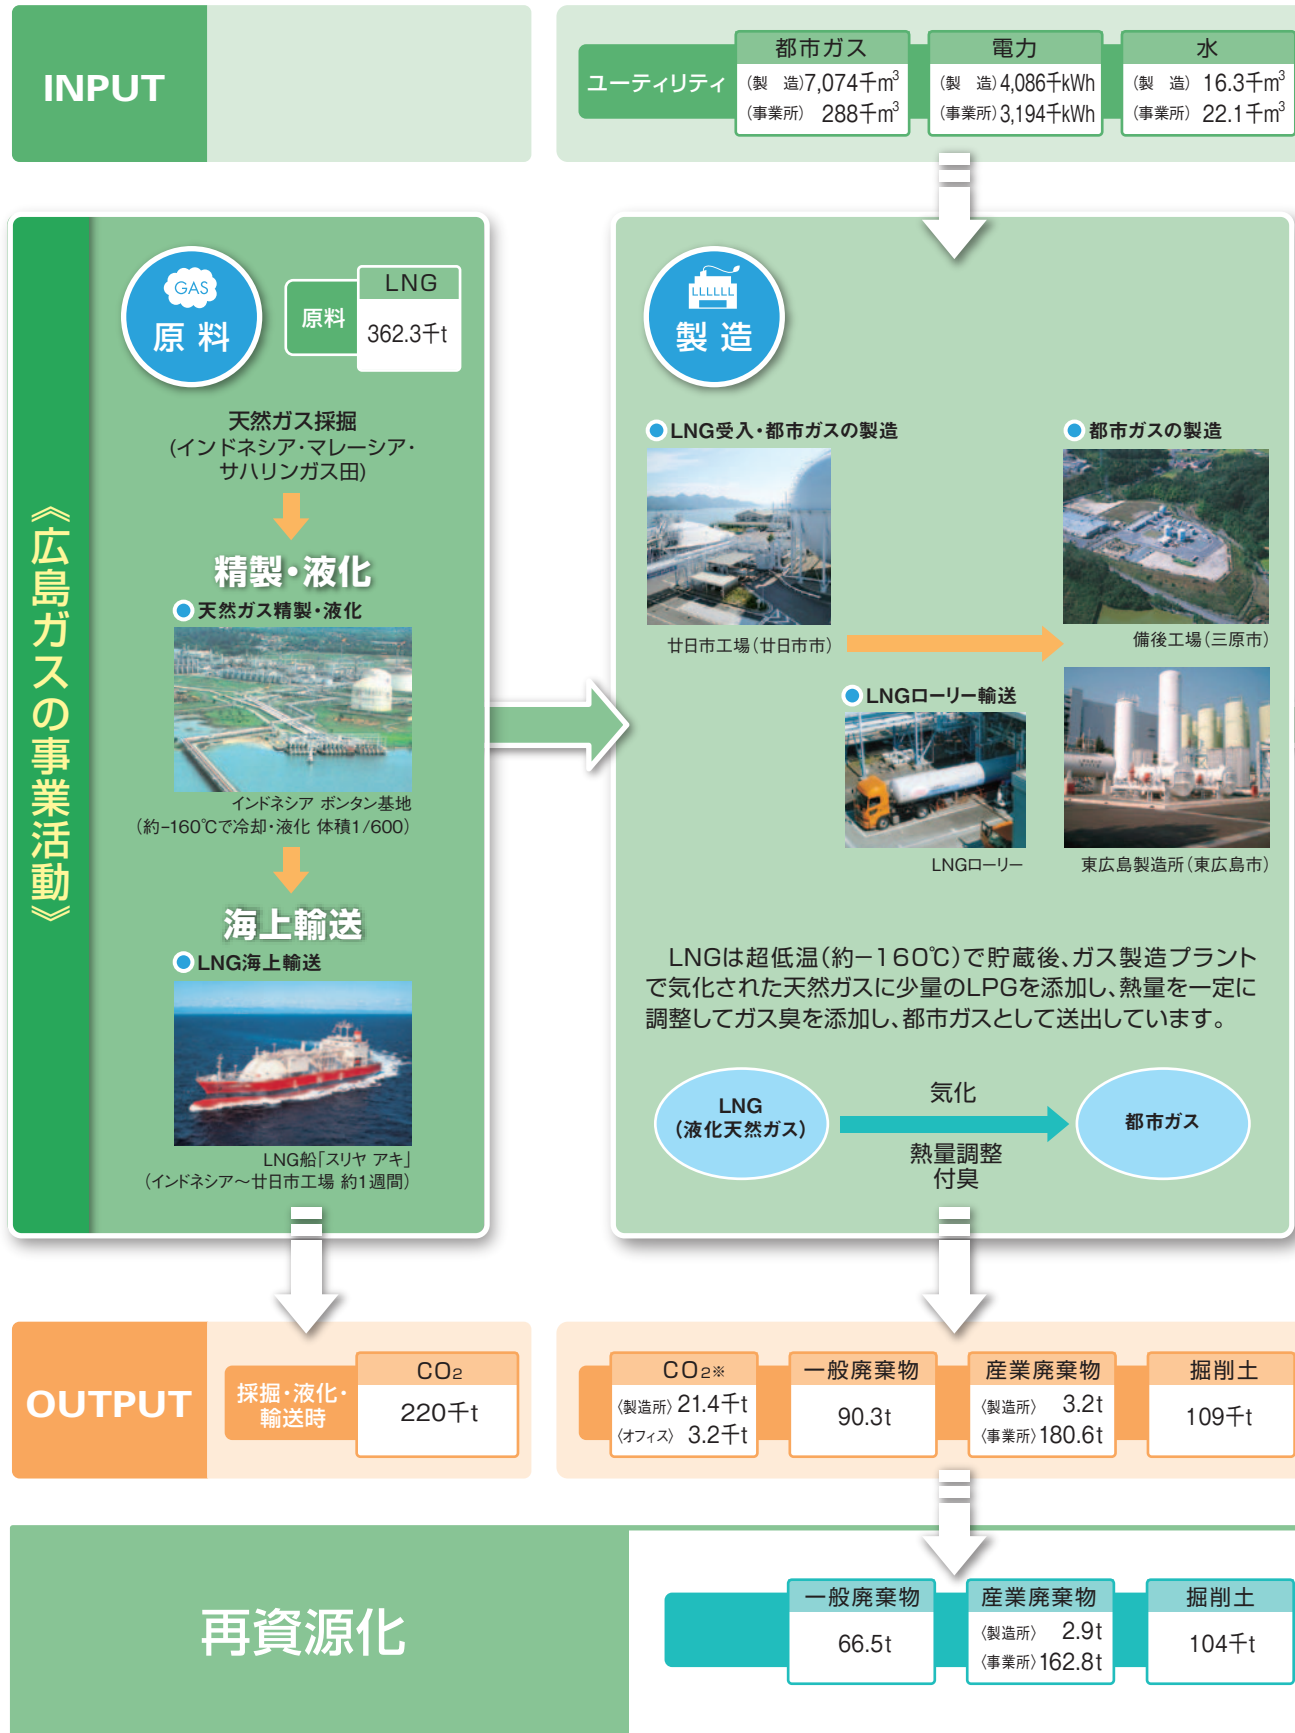 INPUT
ユーティリティ
都市ガス
(製　造)7,074千m³
(事業所) 288千m³
電力
(製　造)4,086千kWh
(事業所)3,194千kWh
水
(製　造) 16.3千m³
(事業所) 22.1千m³
《広島ガスの事業活動》
GAS
原 料
原料
LNG
362.3千t
天然ガス採掘
(インドネシア・マレーシア・
サハリンガス田)
精製・液化
天然ガス精製・液化
インドネシア ボンタン基地
(約-160℃で冷却・液化 体積1/600)
海上輸送
LNG海上輸送
LNG船「スリヤ アキ」
(インドネシア～廿日市工場 約1週間)
製 造
LNG受入・都市ガスの製造
廿日市工場(廿日市市)
都市ガスの製造
備後工場(三原市)
LNGローリー輸送
LNGローリー
東広島製造所(東広島市)
LNGは超低温(約－160℃)で貯蔵後、ガス製造プラント
で気化された天然ガスに少量のLPGを添加し、熱量を一定に
調整してガス臭を添加し、都市ガスとして送出しています。
LNG
(液化天然ガス)
気化
熱量調整
付臭
都市ガス
OUTPUT
採掘・液化・
輸送時
CO₂
220千t
CO₂※
〈製造所〉21.4千t
〈オフィス〉 3.2千t
一般廃棄物
90.3t
産業廃棄物
〈製造所〉 3.2t
〈事業所〉180.6t
掘削土
109千t
再資源化
一般廃棄物
66.5t
産業廃棄物
〈製造所〉 2.9t
〈事業所〉162.8t
掘削土
104千t